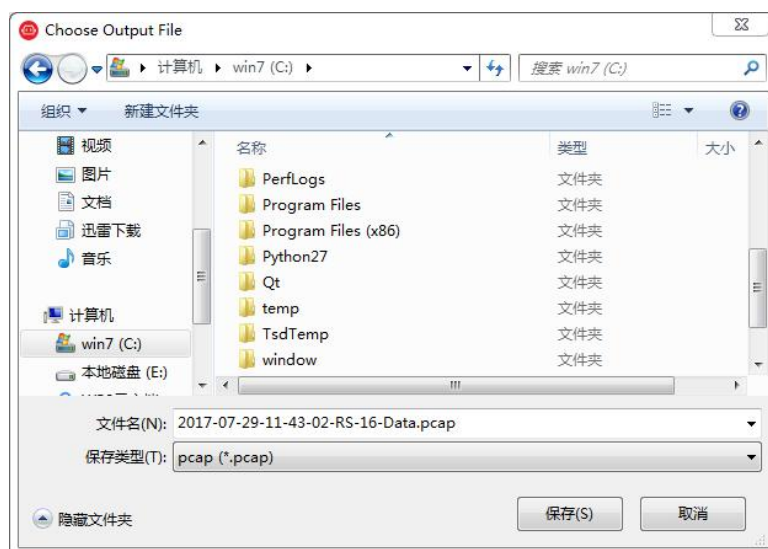 Choose Output File
计算机 win7 (C:) 搜索 win7 (C:)
组织 新建文件夹
名称 类型 大小
视频
图片
文档
迅雷下载
音乐
计算机
win7 (C:)
本地磁盘 (E:)
PerfLogs 文件夹
Program Files 文件夹
Program Files (x86) 文件夹
Python27 文件夹
Qt 文件夹
temp 文件夹
TsdTemp 文件夹
window 文件夹
文件名(N): 2017-07-29-11-43-02-RS-16-Data.pcap
保存类型(T): pcap (*.pcap)
隐藏文件夹 保存(S) 取消